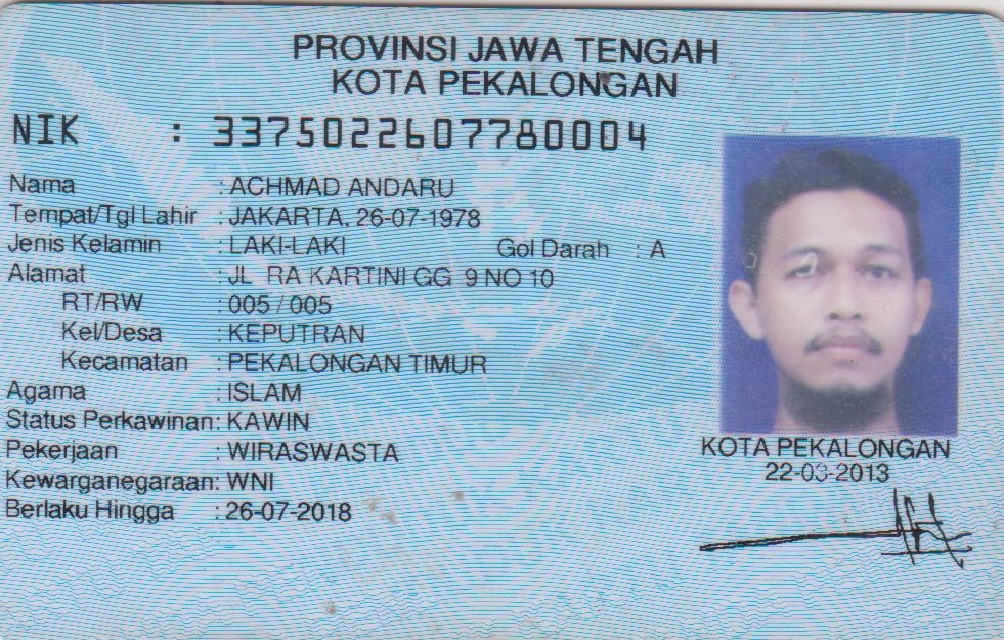 PROVINSI JAWA TENGAH
KOTA PEKALONGAN
NIK : 3375022607780004
Nama : ACHMAD ANDARU
Tempat/Tgl Lahir : JAKARTA, 26-07-1978
Jenis Kelamin : LAKI-LAKI Gol Darah : A
Alamat : JL RA KARTINI GG 9 NO 10
RT/RW : 005 / 005
Kel/Desa : KEPUTRAN
Kecamatan : PEKALONGAN TIMUR
Agama : ISLAM
Status Perkawinan: KAWIN
Pekerjaan : WIRASWASTA
Kewarganegaraan: WNI
Berlaku Hingga : 26-07-2018
KOTA PEKALONGAN
22-03-2013